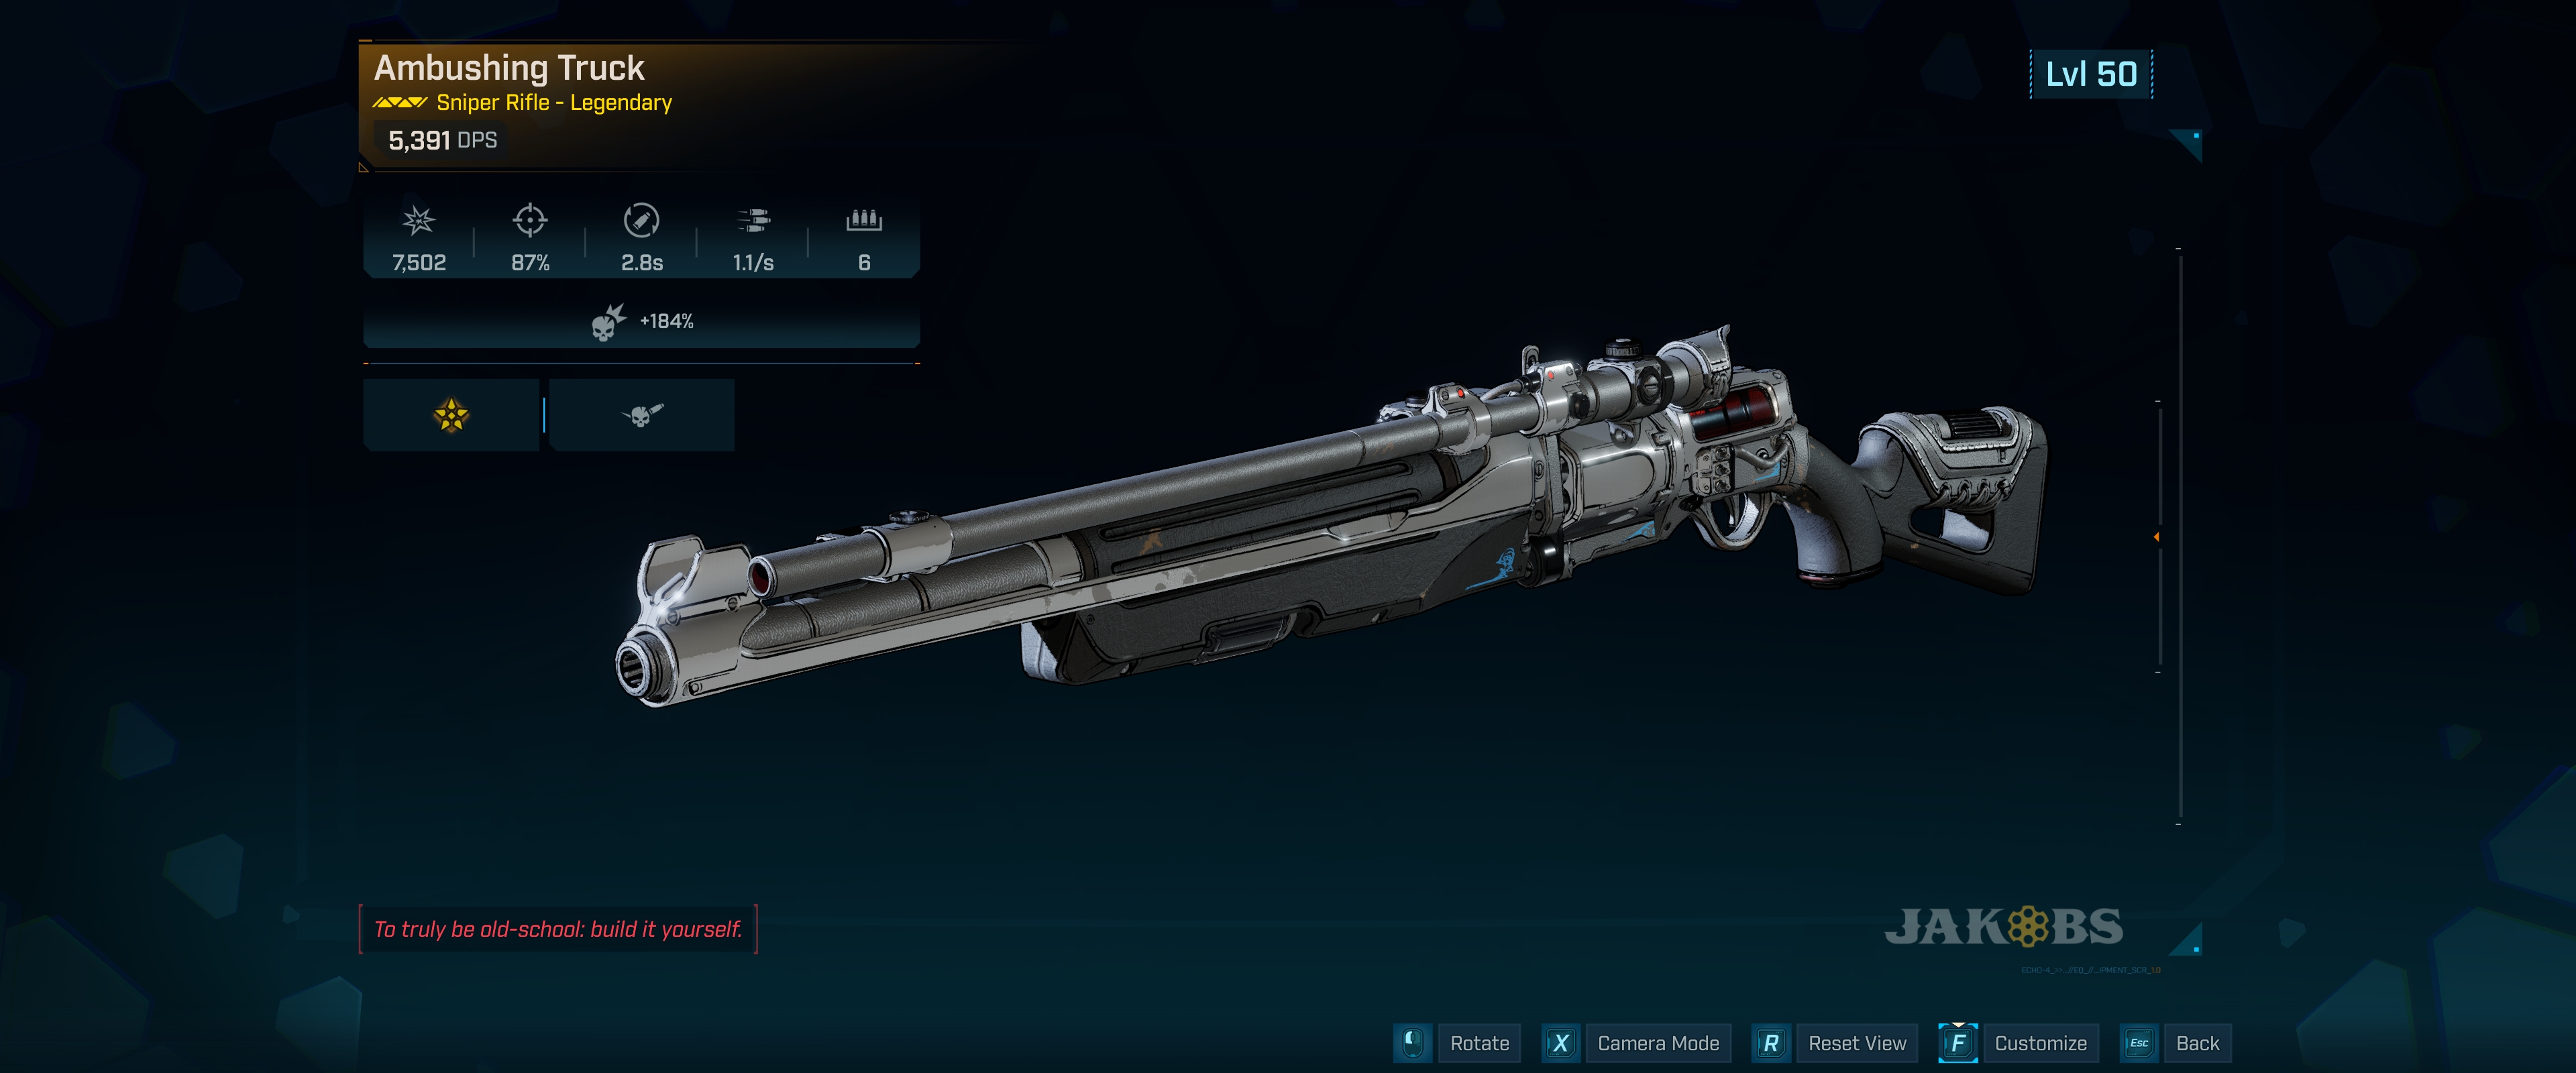 Ambushing Truck
Sniper Rifle - Legendary
5,391 DPS
Lvl 50
7,502
87%
2.8s
1.1/s
6
+184%
To truly be old-school: build it yourself.
JAKOBS
Rotate
X Camera Mode
R Reset View
F Customize
Esc Back